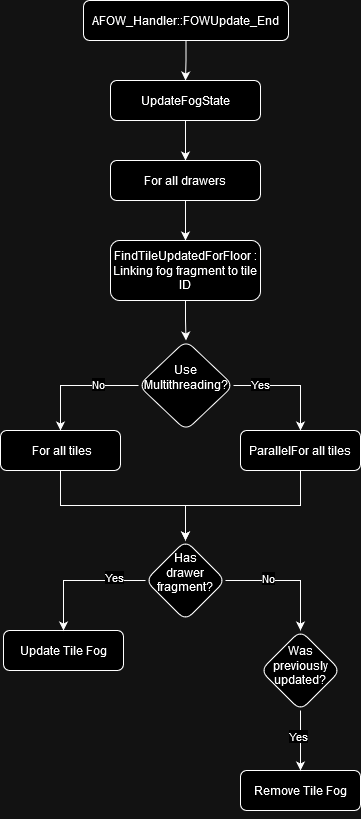 AFOW_Handler::FOWUpdate_End
UpdateFogState
For all drawers
FindTileUpdatedForFloor :
Linking fog fragment to tile
ID
Use
Multithreading?
No
Yes
For all tiles
ParallelFor all tiles
Has
drawer
fragment?
Yes
No
Update Tile Fog
Was
previously
updated?
Yes
Remove Tile Fog